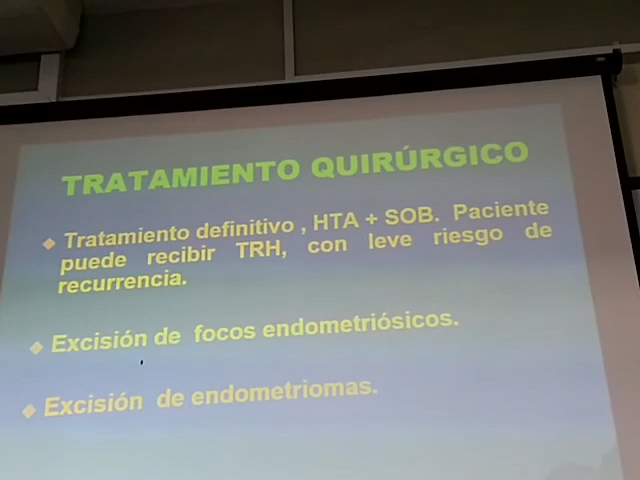 TRATAMIENTO QUIRÚRGICO
Tratamiento definitivo , HTA + SOB. Paciente
puede recibir TRH, con leve riesgo de
recurrencia.
Excisión de focos endometriósicos.
Excisión de endometriomas.